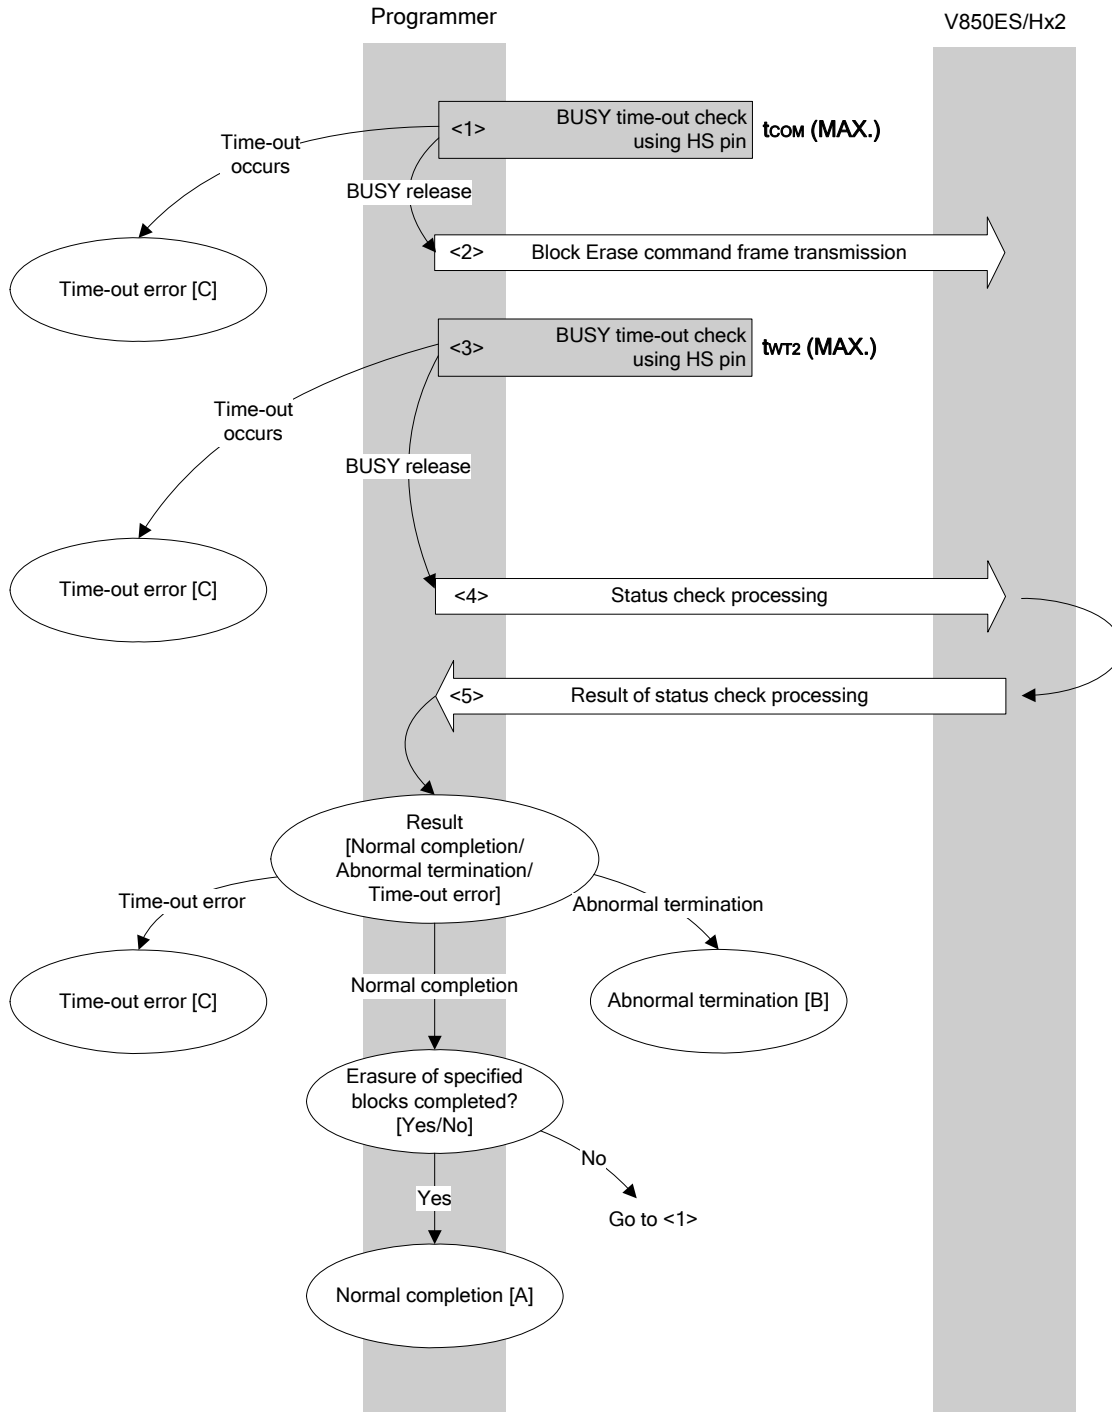 Programmer
V850ES/Hx2
<1>
BUSY time-out check
using HS pin
tCOM (MAX.)
Time-out
occurs
BUSY release
<2>
Block Erase command frame transmission
Time-out error [C]
<3>
BUSY time-out check
using HS pin
tWT2 (MAX.)
Time-out
occurs
BUSY release
Time-out error [C]
<4>
Status check processing
<5>
Result of status check processing
Result
[Normal completion/
Abnormal termination/
Time-out error]
Time-out error
Abnormal termination
Time-out error [C]
Normal completion
Abnormal termination [B]
Erasure of specified
blocks completed?
[Yes/No]
No
Yes
Go to <1>
Normal completion [A]